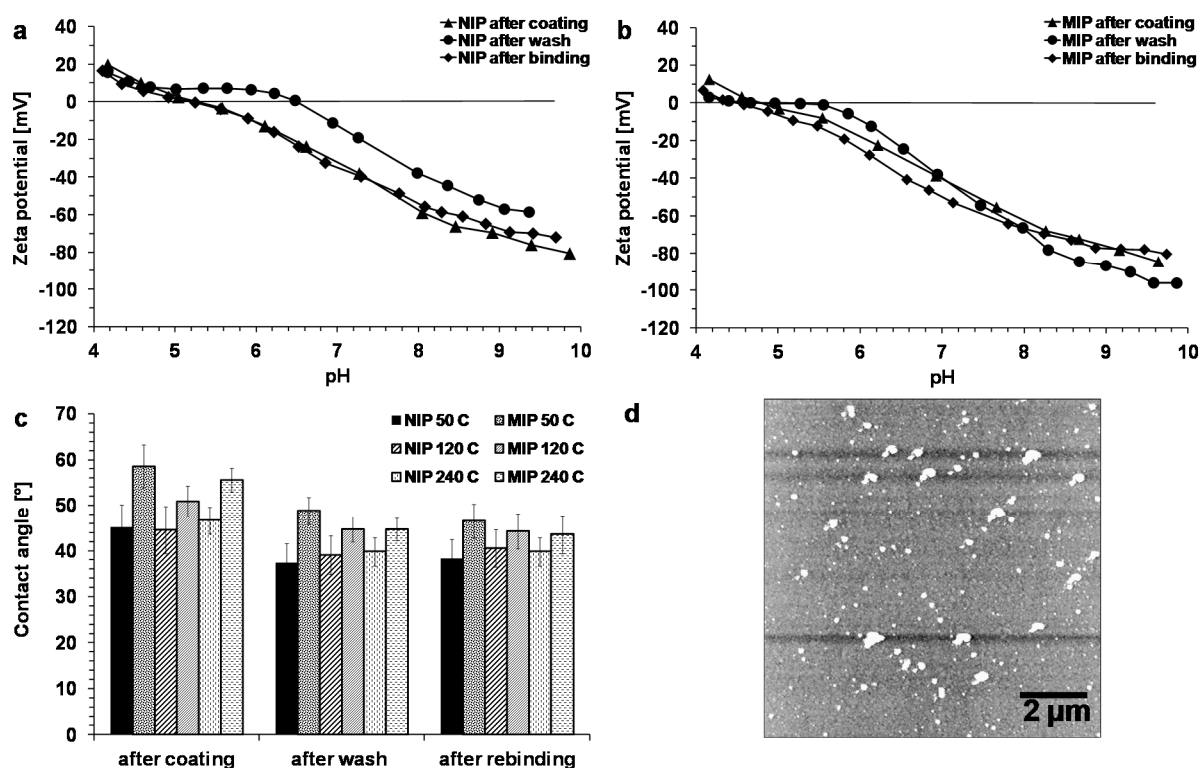 a
NIP after coating
NIP after wash
NIP after binding
40
20
0
-20
-40
-60
-80
-100
-120
Zeta potential [mV]
4 5 6 7 8 9 10
pH
b
MIP after coating
MIP after wash
MIP after binding
40
20
0
-20
-40
-60
-80
-100
-120
Zeta potential [mV]
4 5 6 7 8 9 10
pH
c
NIP 50 C MIP 50 C
NIP 120 C MIP 120 C
NIP 240 C MIP 240 C
70
60
50
40
30
20
10
0
Contact angle [°]
after coating after wash after rebinding
d
2 µm